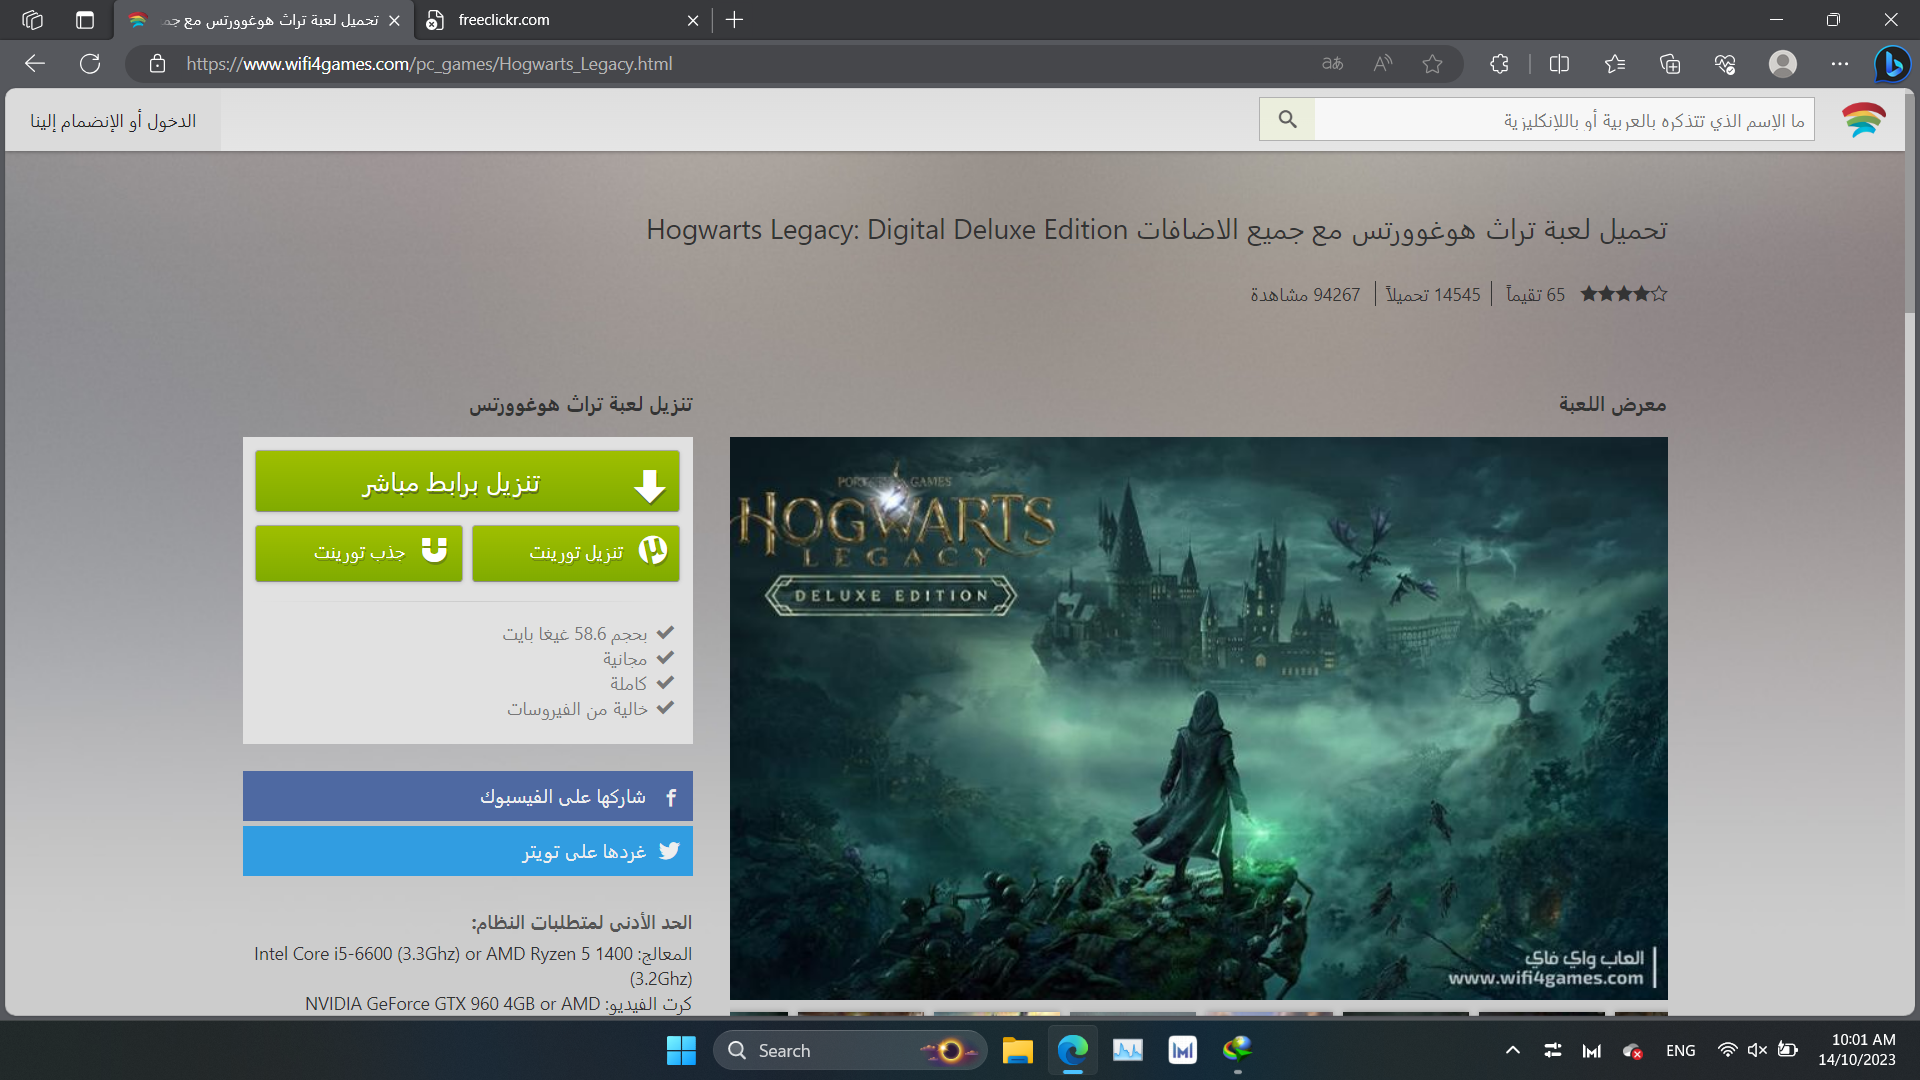 تحميل لعبة تراث هوغوورتس مع جم
freeclickr.com
https://www.wifi4games.com/pc_games/Hogwarts_Legacy.html
ما الإسم الذي تتذكره بالعربية أو باللإنكليزية
الدخول أو الإنضمام إلينا
تحميل لعبة تراث هوغوورتس مع جميع الاضافات Hogwarts Legacy: Digital Deluxe Edition
65 تقيماً | 14545 تحميلاً | 94267 مشاهدة
معرض اللعبة
PORTKEY GAMES
HOGWARTS
LEGACY
DELUXE EDITION
العاب واي فاي
www.wifi4games.com
تنزيل لعبة تراث هوغوورتس
تنزيل برابط مباشر
تنزيل تورينت
جذب تورينت
بحجم 58.6 غيغا بايت
مجانية
كاملة
خالية من الفيروسات
شاركها على الفيسبوك
غردها على تويتر
الحد الأدنى لمتطلبات النظام:
المعالج: Intel Core i5-6600 (3.3Ghz) or AMD Ryzen 5 1400
(3.2Ghz)
كرت الفيديو: NVIDIA GeForce GTX 960 4GB or AMD
Search
ENG
10:01 AM
14/10/2023